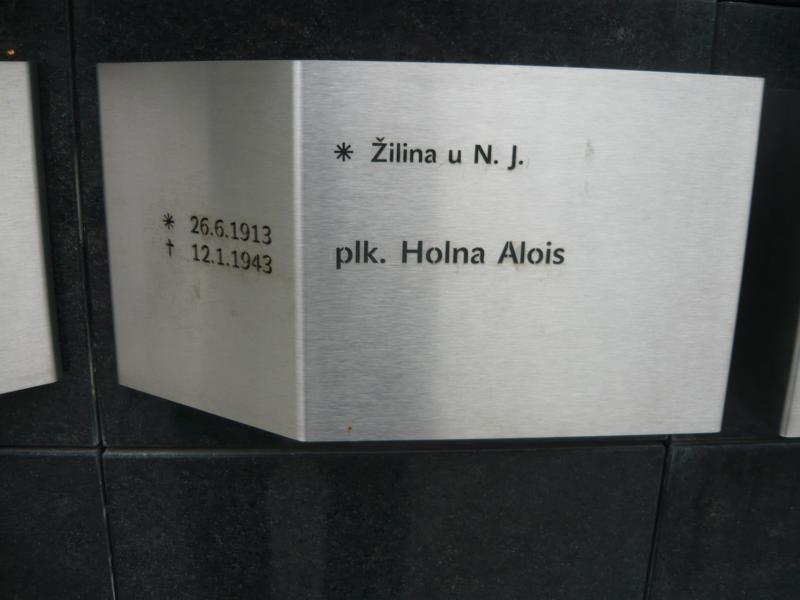 * 26.6.1913
† 12.1.1943
* Žilina u N. J.
plk. Holna Alois